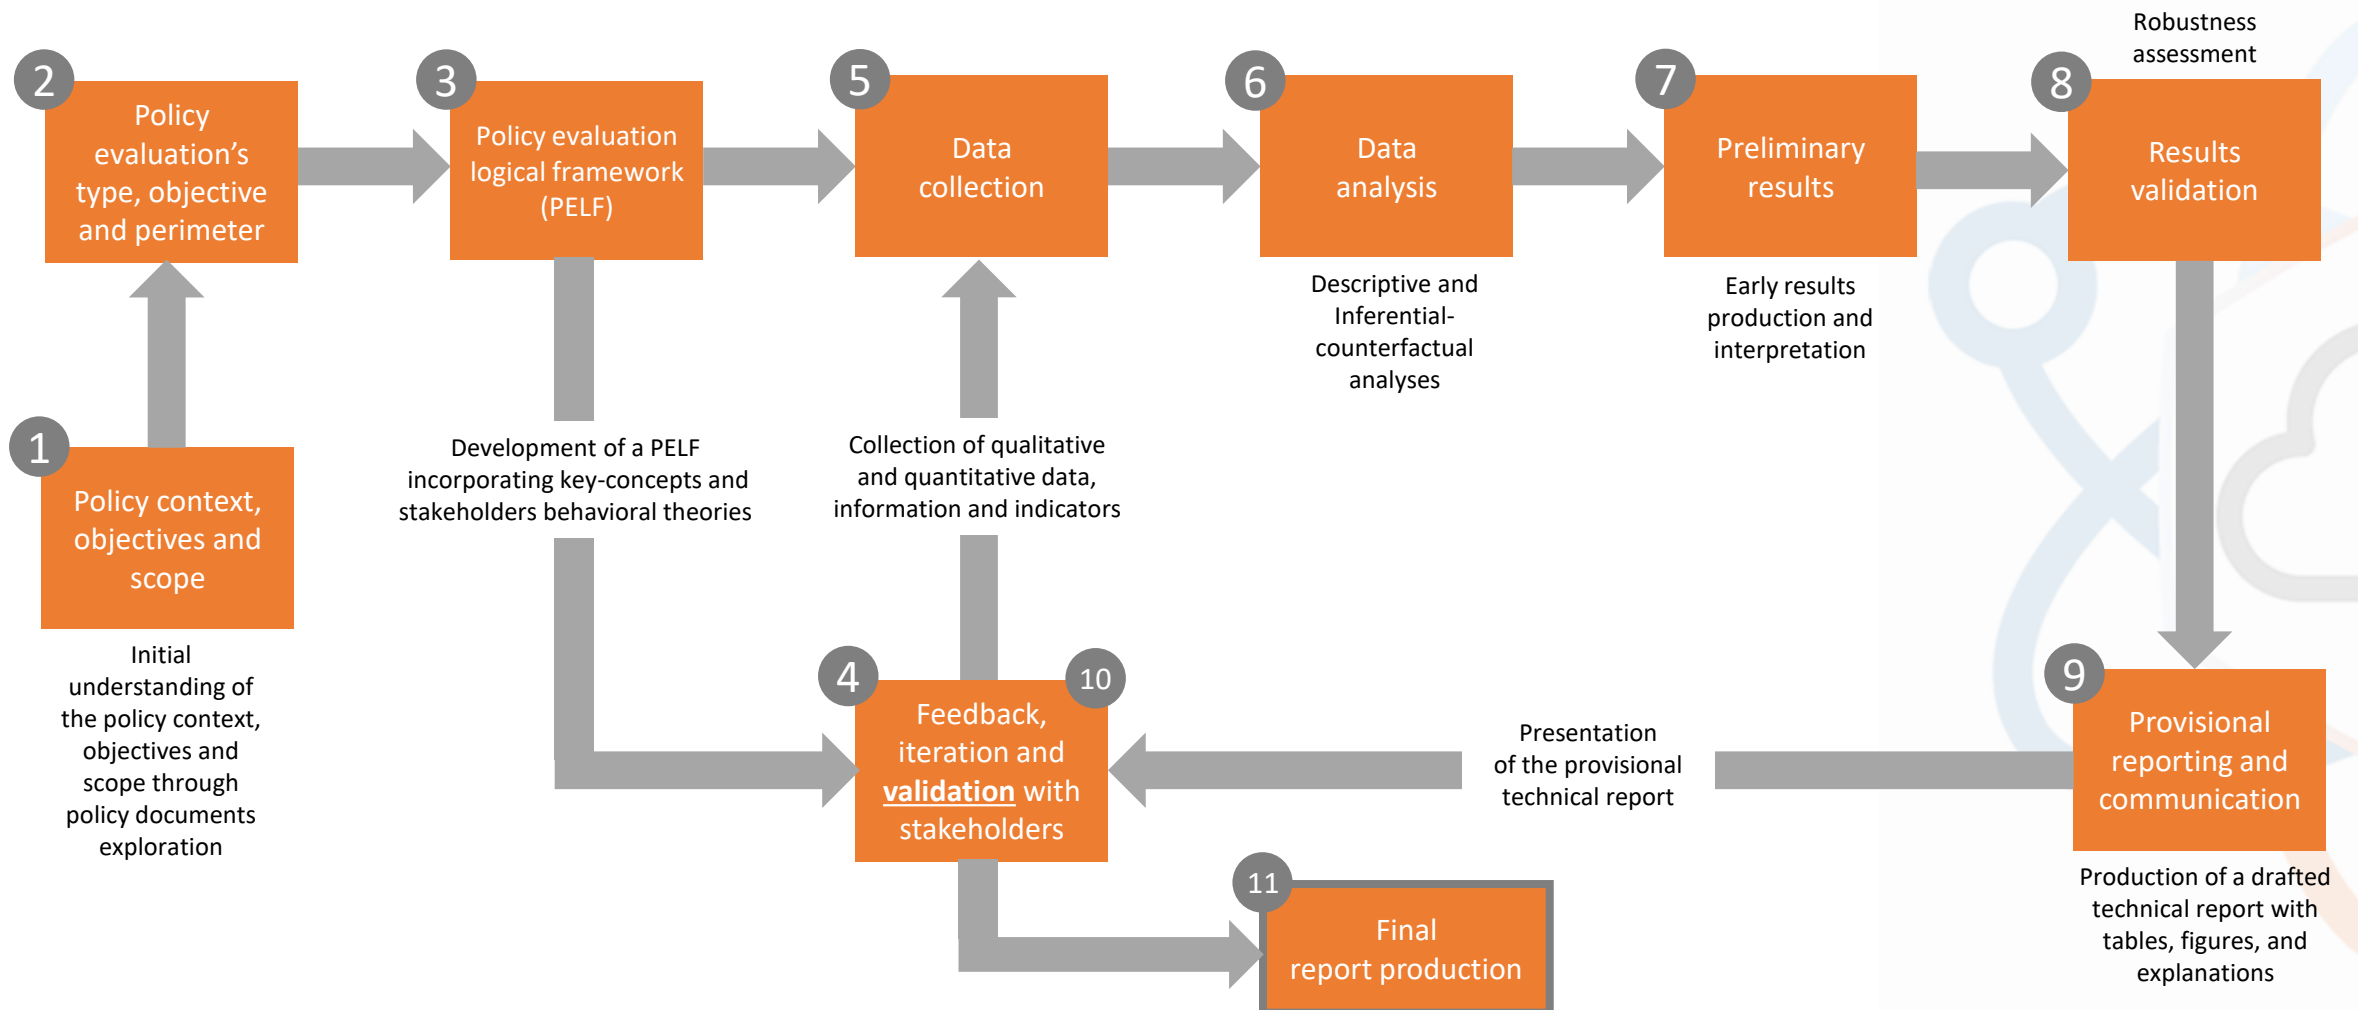 1
Policy context,
objectives and
scope
Initial
understanding of
the policy context,
objectives and
scope through
policy documents
exploration
2
Policy
evaluation’s
type, objective
and perimeter
3
Policy evaluation
logical framework
(PELF)
Development of a PELF
incorporating key-concepts and
stakeholders behavioral theories
4
10
Feedback,
iteration and
validation with
stakeholders
5
Data
collection
Collection of qualitative
and quantitative data,
information and indicators
6
Data
analysis
Descriptive and
Inferential-
counterfactual
analyses
7
Preliminary
results
Early results
production and
interpretation
Robustness
assessment
8
Results
validation
9
Provisional
reporting and
communication
Production of a drafted
technical report with
tables, figures, and
explanations
Presentation
of the provisional
technical report
11
Final
report production